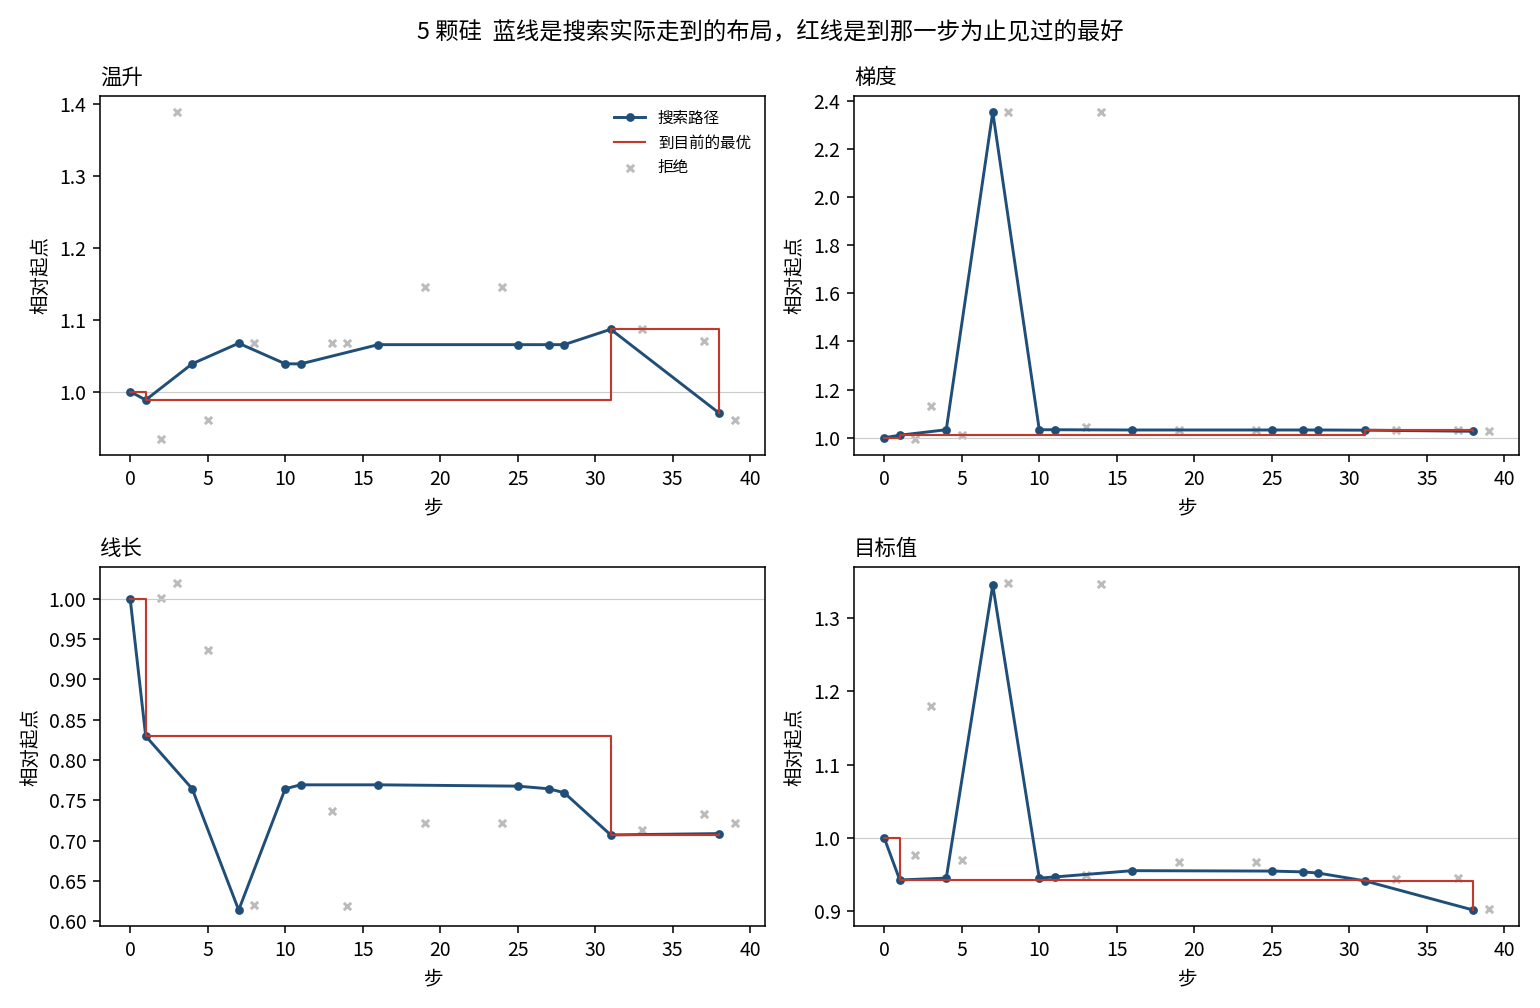 5 颗硅  蓝线是搜索实际走到的布局，红线是到那一步为止见过的最好
温升
1.4
1.3
1.2
1.1
1.0
相对起点
搜索路径
到目前的最优
拒绝
0 5 10 15 20 25 30 35 40
步
梯度
2.4
2.2
2.0
1.8
1.6
1.4
1.2
1.0
相对起点
0 5 10 15 20 25 30 35 40
步
线长
1.00
0.95
0.90
0.85
0.80
0.75
0.70
0.65
0.60
相对起点
0 5 10 15 20 25 30 35 40
步
目标值
1.3
1.2
1.1
1.0
0.9
相对起点
0 5 10 15 20 25 30 35 40
步